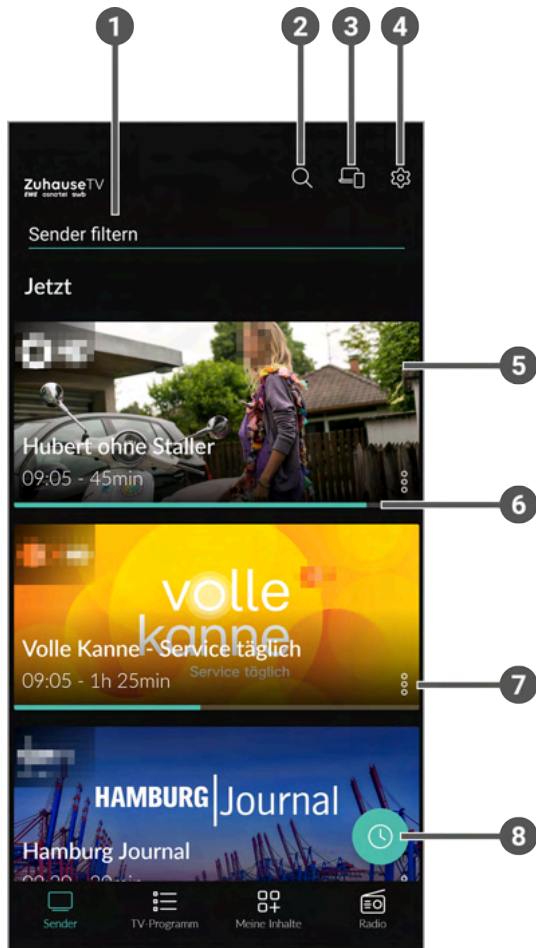 1
2
3
4
ZuhauseTV
EWE osnatel swb
Sender filtern
Jetzt
5
Hubert ohne Staller
09:05 - 45min
6
volle
kanne
Service täglich
Volle Kanne - Service täglich
09:05 - 1h 25min
7
HAMBURG Journal
8
Hamburg Journal
Sender
TV-Programm
Meine Inhalte
Radio